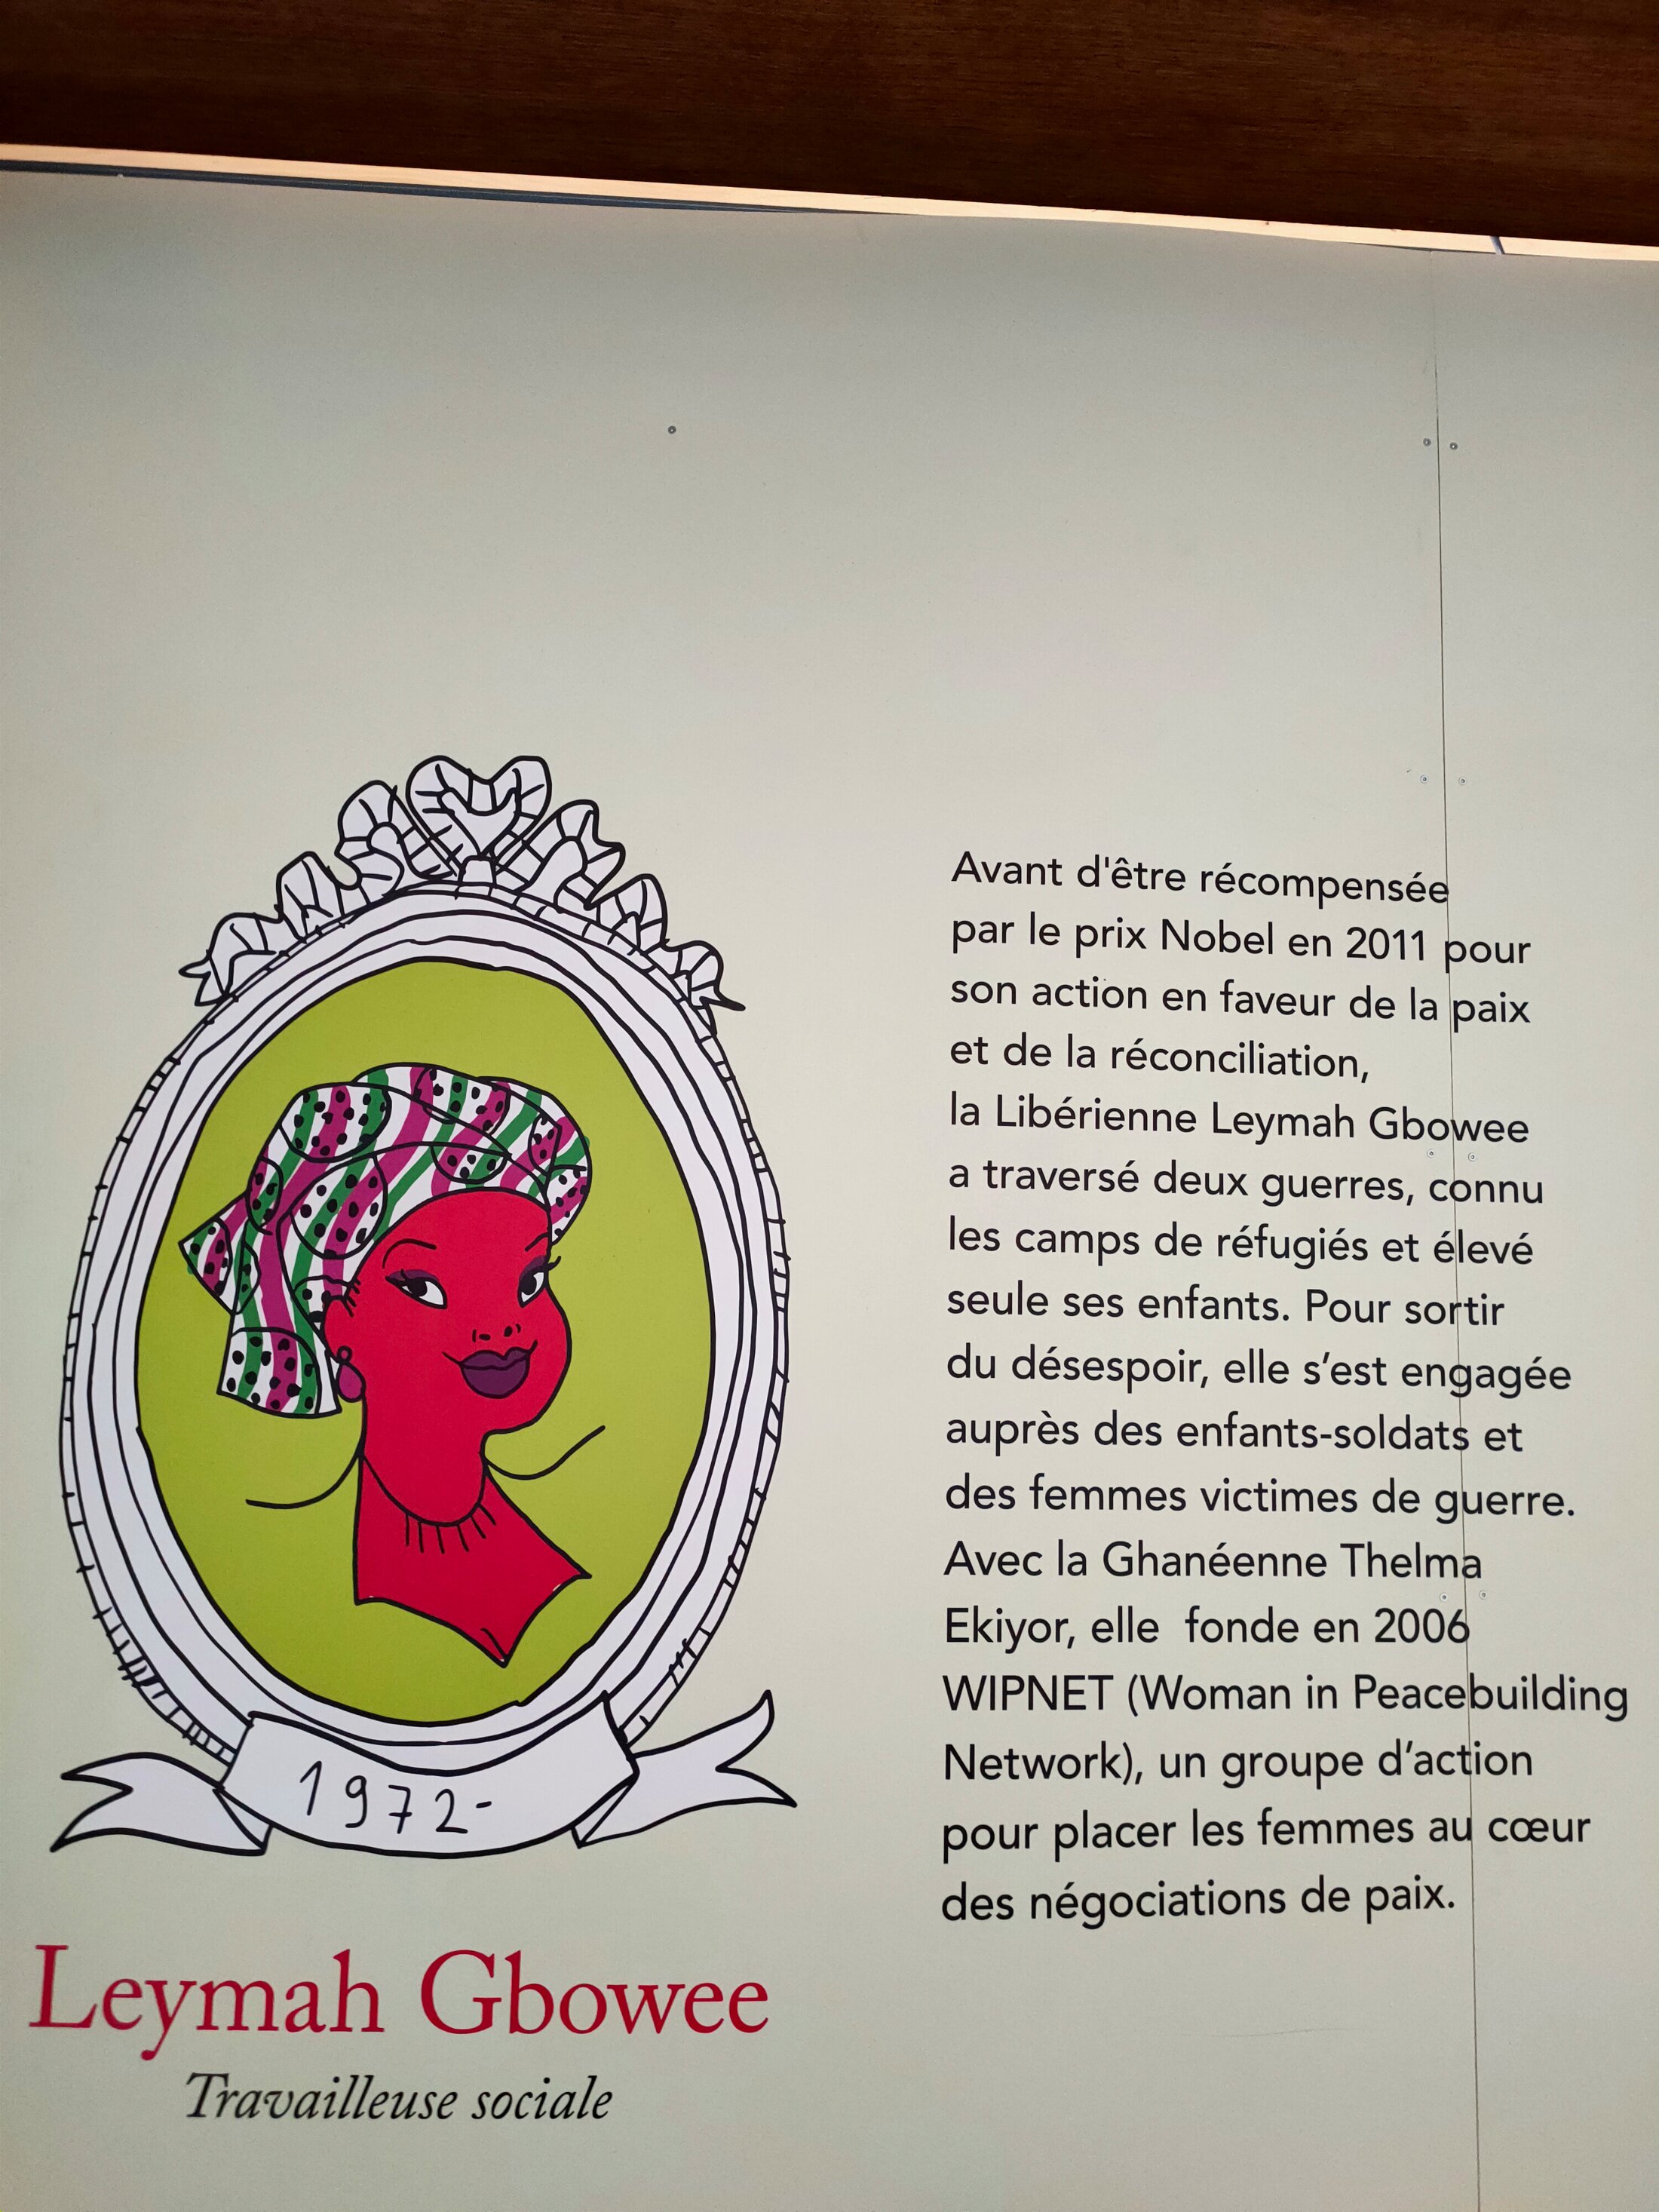 Avant d'être récompensée
par le prix Nobel en 2011 pour
son action en faveur de la paix
et de la réconciliation,
la Libérienne Leymah Gbowee
a traversé deux guerres, connu
les camps de réfugiés et élevé
seule ses enfants. Pour sortir
du désespoir, elle s’est engagée
auprès des enfants-soldats et
des femmes victimes de guerre.
Avec la Ghanéenne Thelma
Ekiyor, elle  fonde en 2006
WIPNET (Woman in Peacebuilding
Network), un groupe d’action
pour placer les femmes au cœur
des négociations de paix.
1972-
Leymah Gbowee
Travailleuse sociale